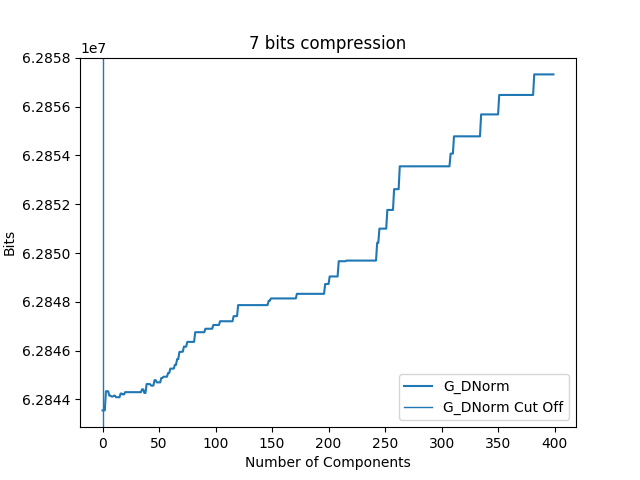 7 bits compression
1e7
6.2858
6.2856
6.2854
6.2852
6.2850
6.2848
6.2846
6.2844
Bits
0 50 100 150 200 250 300 350 400
Number of Components
G_DNorm
G_DNorm Cut Off